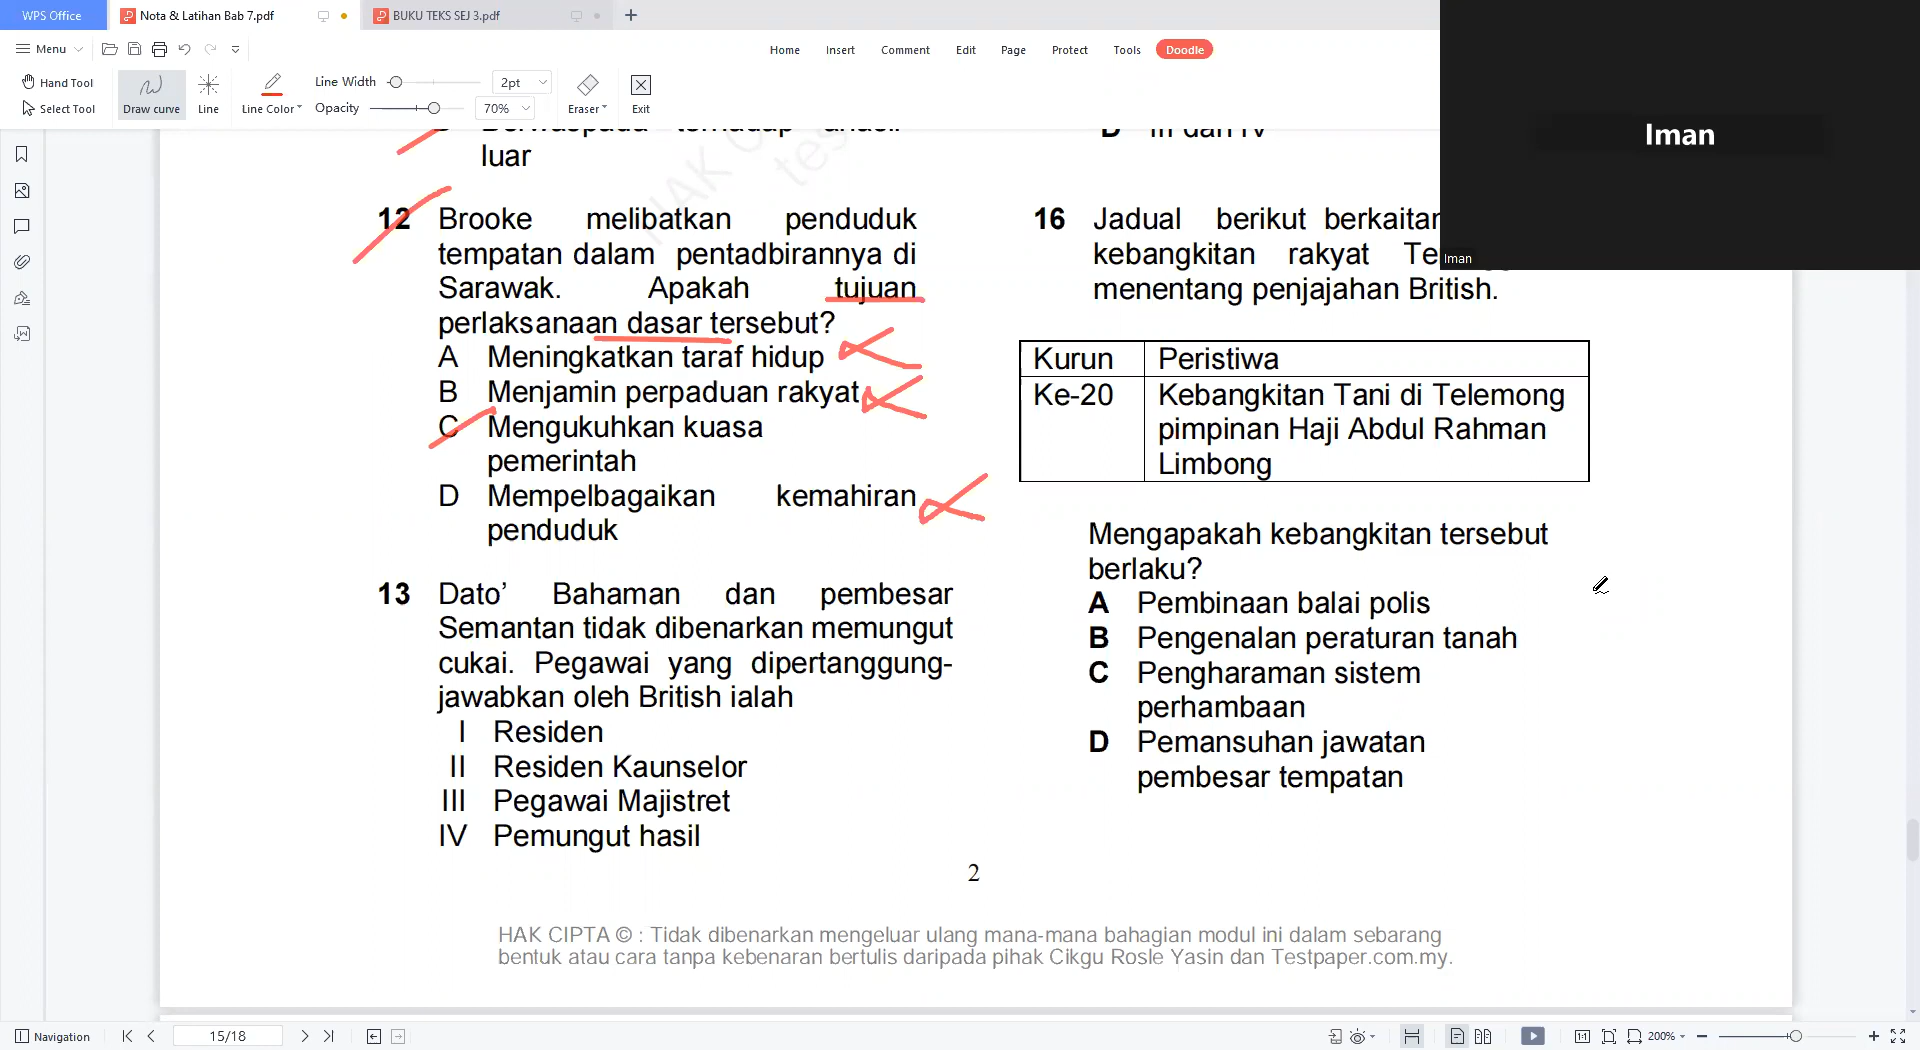 WPS Office
Nota & Latihan Bab 7.pdf
BUKU TEKS SEJ 3.pdf
Menu
Home
Insert
Comment
Edit
Page
Protect
Tools
Doodle
Hand Tool
Select Tool
Draw curve
Line
Line Color
Line Width
2pt
Opacity
70%
Eraser
Exit
Iman
Iman
Berwaspada terhadap anasir
luar
12 Brooke melibatkan penduduk
tempatan dalam pentadbirannya di
Sarawak. Apakah tujuan
perlaksanaan dasar tersebut?
A Meningkatkan taraf hidup
B Menjamin perpaduan rakyat
C Mengukuhkan kuasa
pemerintah
D Mempelbagaikan kemahiran
penduduk
13 Dato’ Bahaman dan pembesar
Semantan tidak dibenarkan memungut
cukai. Pegawai yang dipertanggung-
jawabkan oleh British ialah
I Residen
II Residen Kaunselor
III Pegawai Majistret
IV Pemungut hasil
D III dan IV
16 Jadual berikut berkaitan
kebangkitan rakyat
menentang penjajahan British.
Kurun Peristiwa
Ke-20 Kebangkitan Tani di Telemong
pimpinan Haji Abdul Rahman
Limbong
Mengapakah kebangkitan tersebut
berlaku?
A Pembinaan balai polis
B Pengenalan peraturan tanah
C Pengharaman sistem
perhambaan
D Pemansuhan jawatan
pembesar tempatan
2
HAK CIPTA © : Tidak dibenarkan mengeluar ulang mana-mana bahagian modul ini dalam sebarang
bentuk atau cara tanpa kebenaran bertulis daripada pihak Cikgu Rosle Yasin dan Testpaper.com.my.
Navigation
15/18
200%